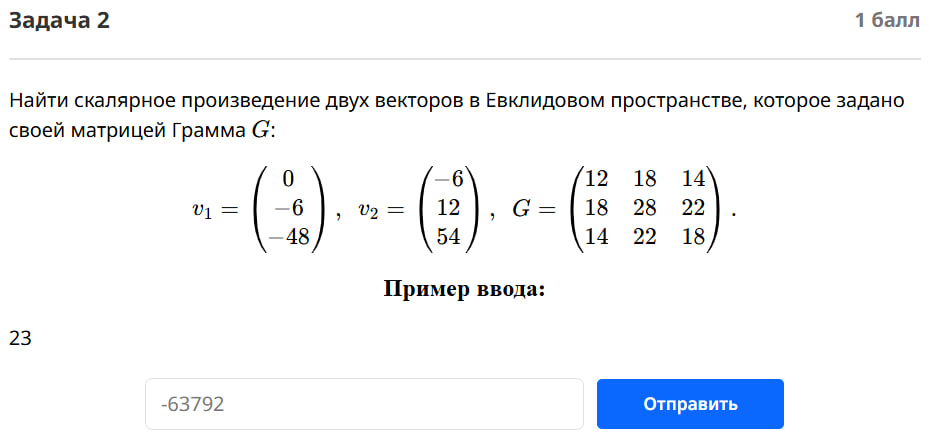 Задача 2
1 балл
Найти скалярное произведение двух векторов в Евклидовом пространстве, которое задано
своей матрицей Грамма G:
v₁ = (0, −6, −48), v₂ = (−6, 12, 54), G = (12 18 14; 18 28 22; 14 22 18).
Пример ввода:
23
-63792
Отправить